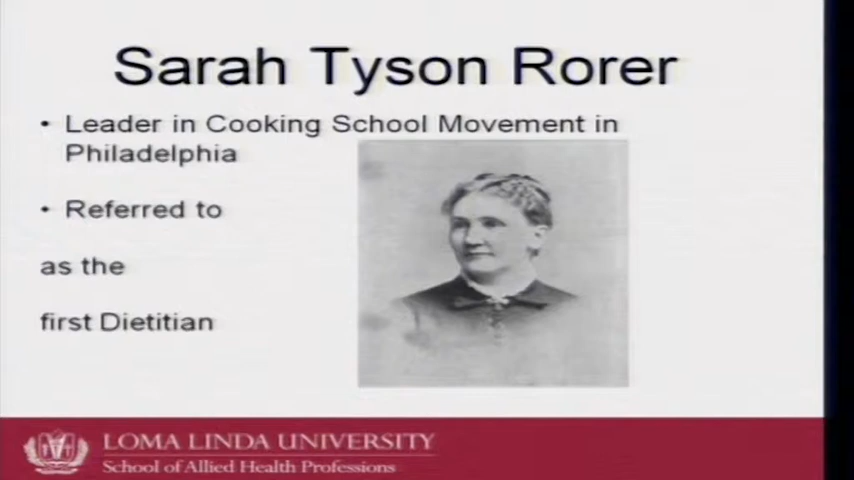 Sarah Tyson Rorer
• Leader in Cooking School Movement in
Philadelphia
• Referred to
as the
first Dietitian
LOMA LINDA UNIVERSITY
School of Allied Health Professions